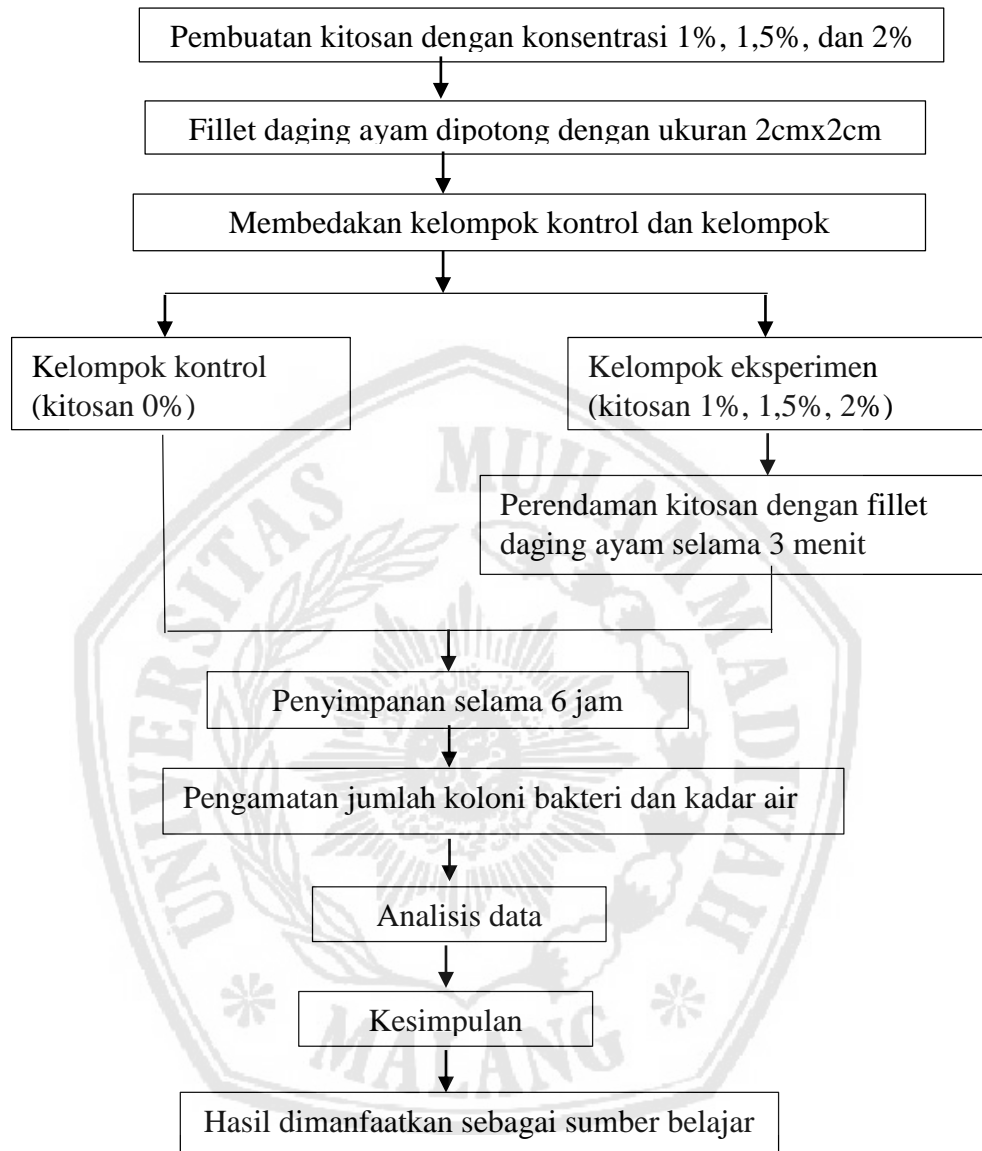 Pembuatan kitosan dengan konsentrasi 1%, 1,5%, dan 2%
Fillet daging ayam dipotong dengan ukuran 2cmx2cm
Membedakan kelompok kontrol dan kelompok
Kelompok kontrol
(kitosan 0%)
Kelompok eksperimen
(kitosan 1%, 1,5%, 2%)
Perendaman kitosan dengan fillet
daging ayam selama 3 menit
Penyimpanan selama 6 jam
Pengamatan jumlah koloni bakteri dan kadar air
Analisis data
Kesimpulan
Hasil dimanfaatkan sebagai sumber belajar
UNIVERSITAS MUHAMMADIYAH
MALANG